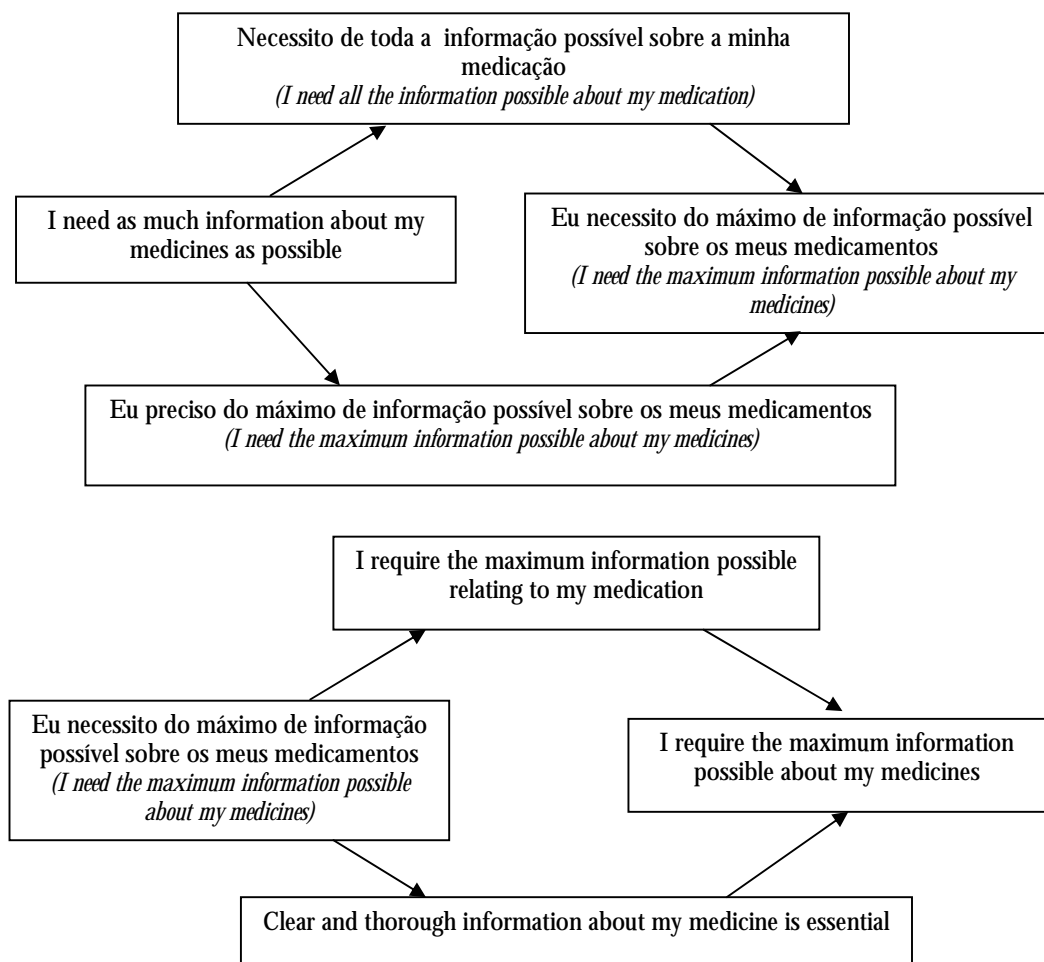 Necessito de toda a informação possível sobre a minha
medicação
(I need all the information possible about my medication)
I need as much information about my
medicines as possible
Eu necessito do máximo de informação possível
sobre os meus medicamentos
(I need the maximum information possible about my
medicines)
Eu preciso do máximo de informação possível sobre os meus medicamentos
(I need the maximum information possible about my medicines)
I require the maximum information possible
relating to my medication
Eu necessito do máximo de informação
possível sobre os meus medicamentos
(I need the maximum information possible
about my medicines)
I require the maximum information
possible about my medicines
Clear and thorough information about my medicine is essential